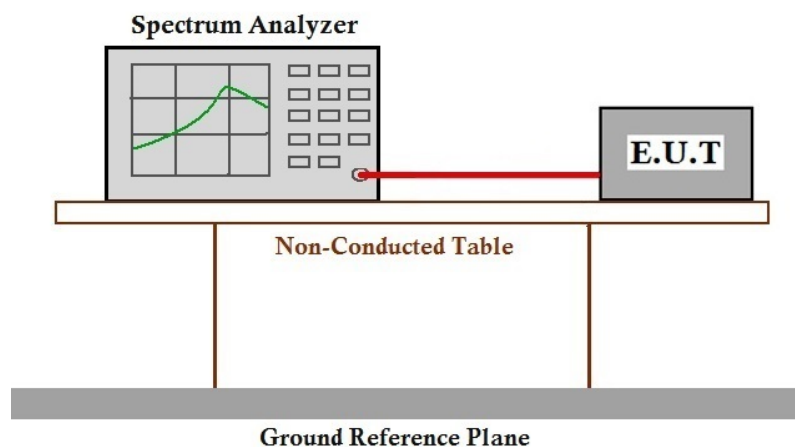 Spectrum Analyzer
E.U.T
Non-Conducted Table
Ground Reference Plane